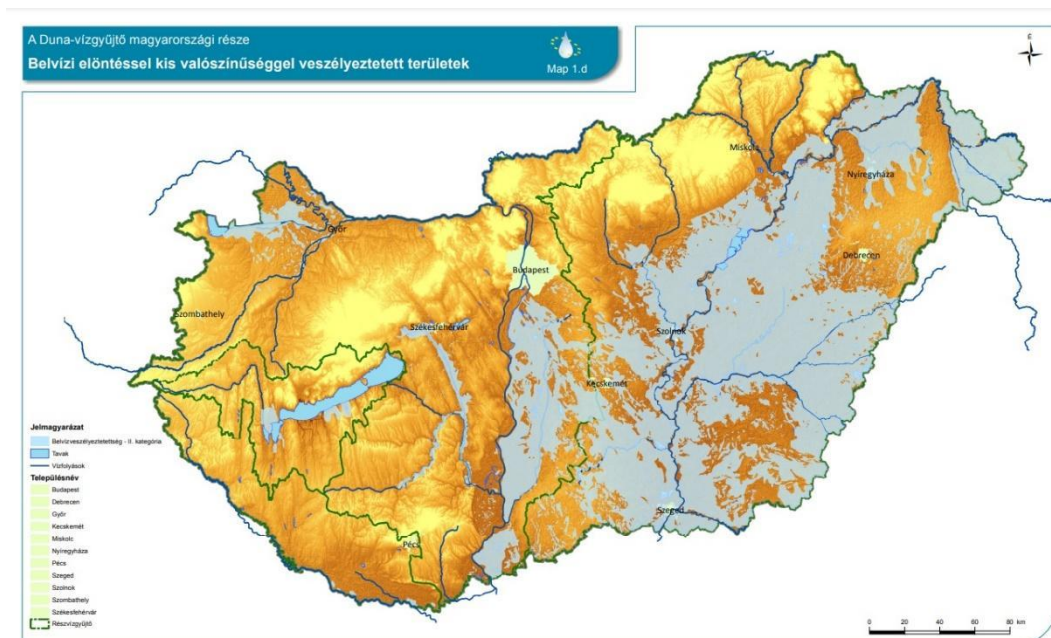 A Duna-vízgyűjtő magyarországi része
Belvízi elöntéssel kis valószínűséggel veszélyeztetett területek
Map 1.d
É
Miskolc
Nyíregyháza
Győr
Debrecen
Budapest
Szombathely
Székesfehérvár
Szolnok
Kecskemét
Szeged
Pécs
Jelmagyarázat
Belvízveszélyeztetettség - II. kategória
Tavak
Vízfolyások
Településnév
Budapest
Debrecen
Győr
Kecskemét
Miskolc
Nyíregyháza
Pécs
Szeged
Szolnok
Szombathely
Székesfehérvár
Részvízgyűjtő
0 20 40 60 80 km